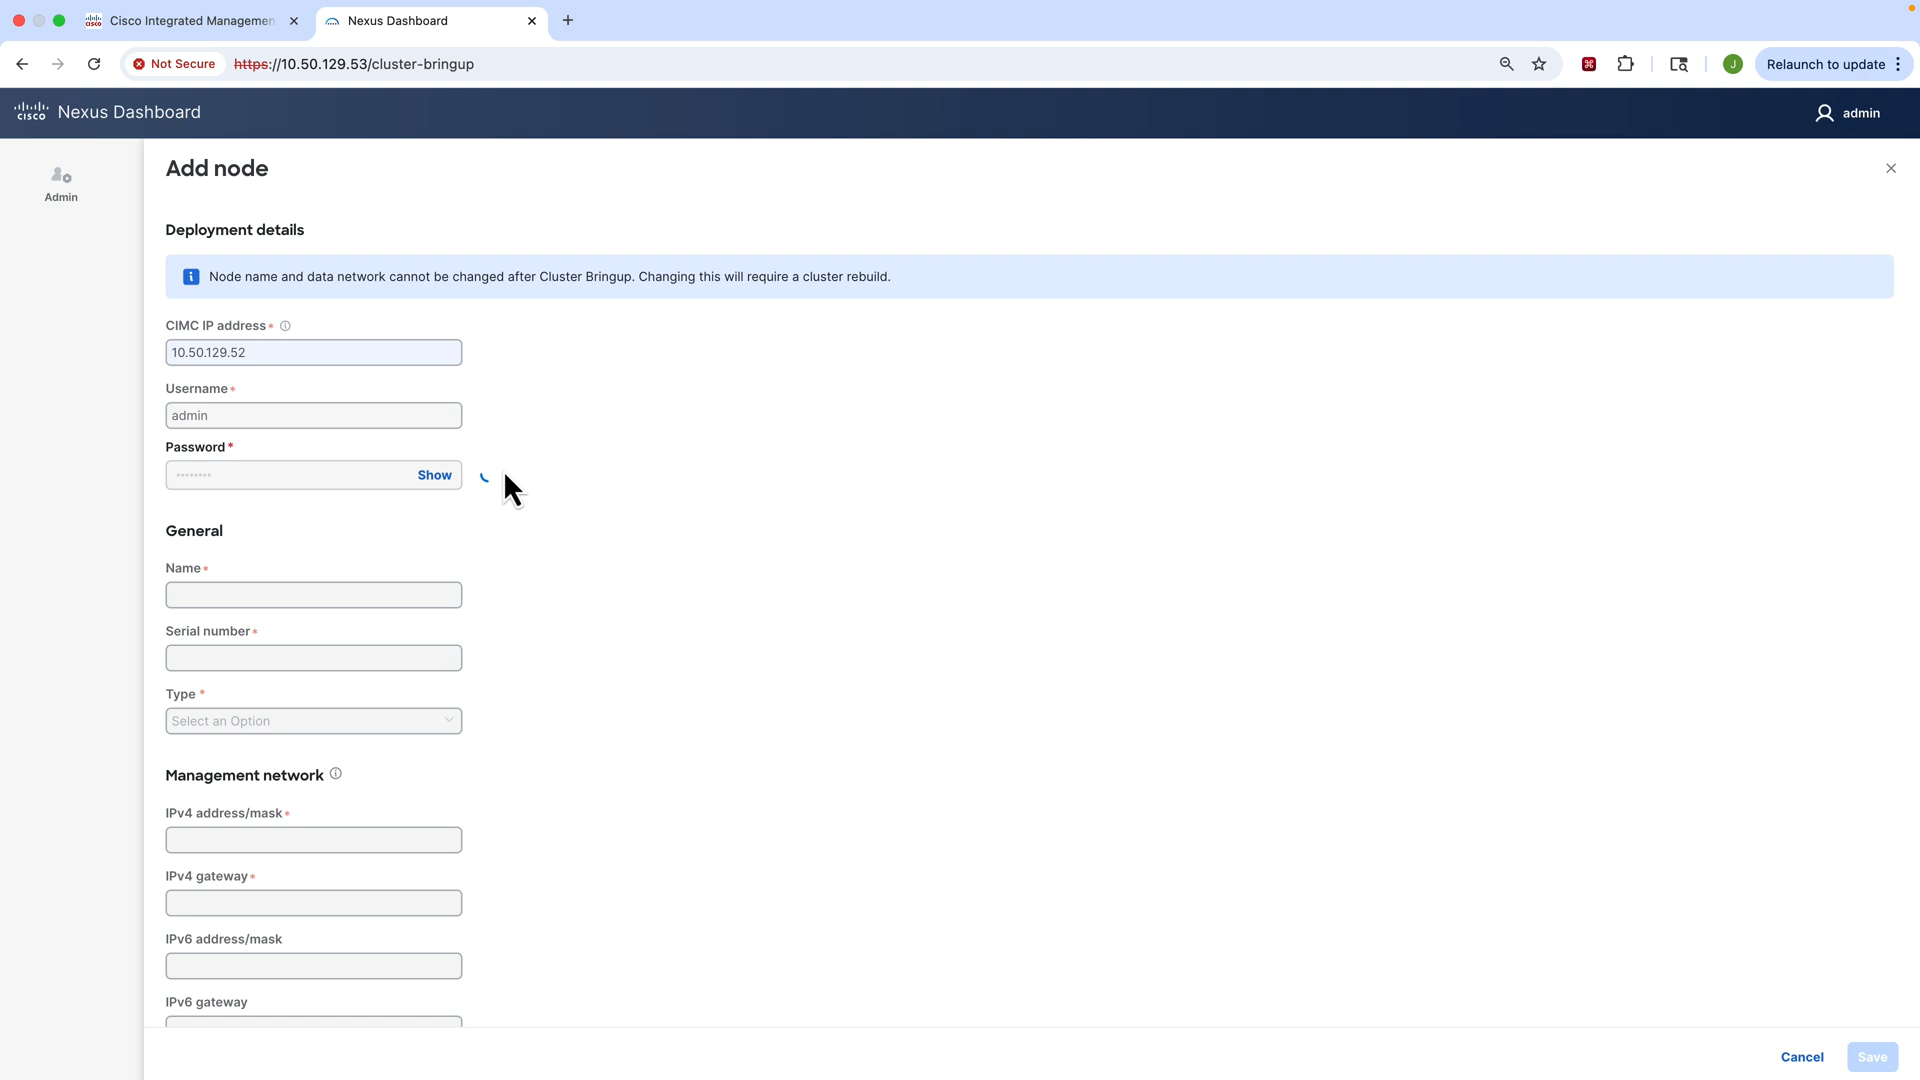 Cisco Integrated Managemen
Nexus Dashboard
Not Secure
https://10.50.129.53/cluster-bringup
J
Relaunch to update
cisco
Nexus Dashboard
admin
Admin
Add node
Deployment details
Node name and data network cannot be changed after Cluster Bringup. Changing this will require a cluster rebuild.
CIMC IP address*
10.50.129.52
Username*
admin
Password*
Show
General
Name*
Serial number*
Type *
Select an Option
Management network
IPv4 address/mask*
IPv4 gateway*
IPv6 address/mask
IPv6 gateway
Cancel
Save